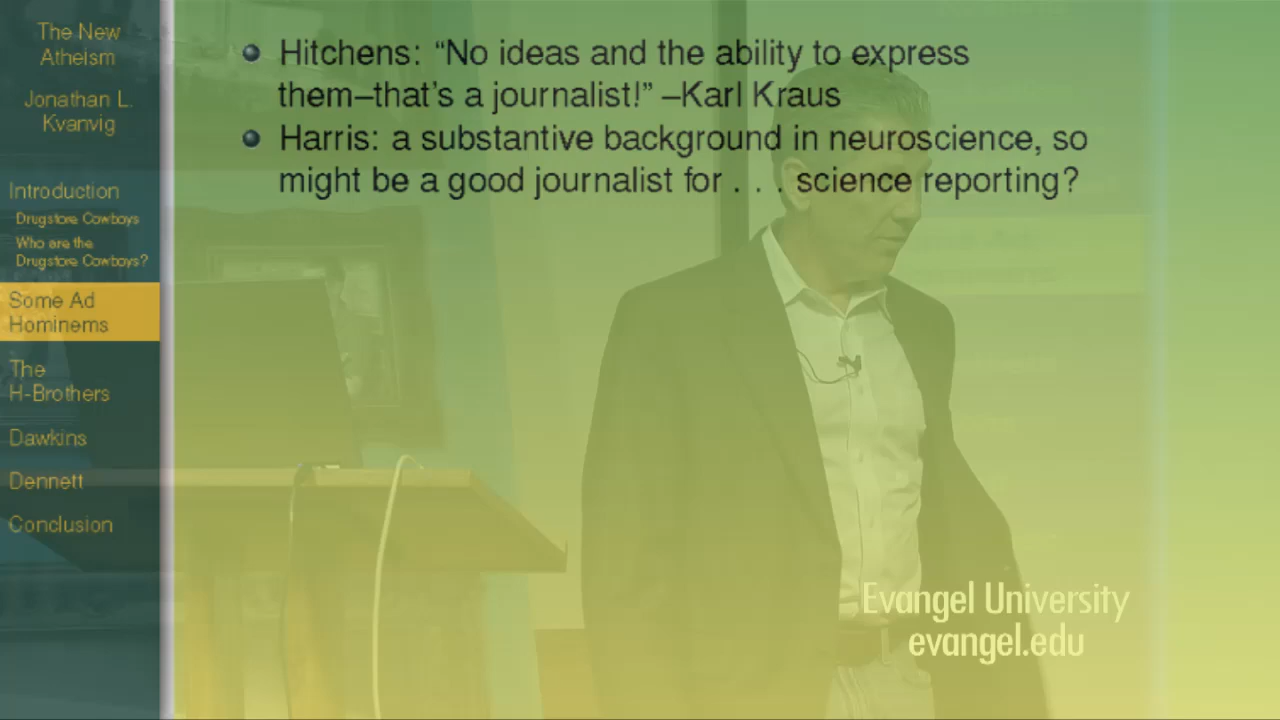 The New
Atheism
Jonathan L.
Kvanvig
Introduction
Drugstore Cowboys
Who are the
Drugstore Cowboys?
Some Ad
Hominems
The
H-Brothers
Dawkins
Dennett
Conclusion
Hitchens: “No ideas and the ability to express
them–that’s a journalist!” –Karl Kraus
Harris: a substantive background in neuroscience, so
might be a good journalist for . . . science reporting?
Evangel University
evangel.edu